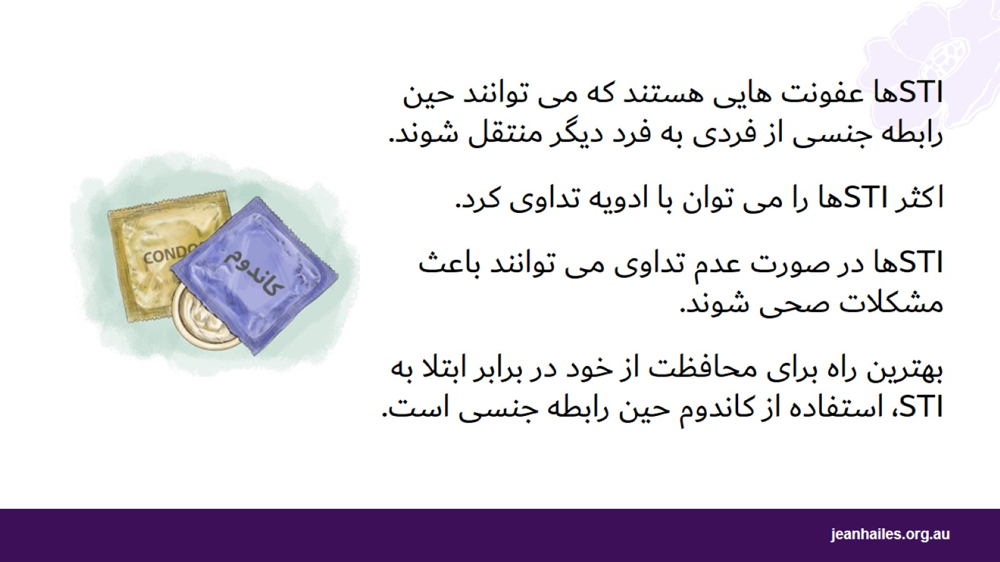 STIها عفونت هایی هستند که می توانند حین
رابطه جنسی از فردی به فرد دیگر منتقل شوند.
اکثر STIها را می توان با ادویه تداوی کرد.
STIها در صورت عدم تداوی می توانند باعث
مشکلات صحی شوند.
بهترین راه برای محافظت از خود در برابر ابتلا به
STI، استفاده از کاندوم حین رابطه جنسی است.
CONDO
کاندوم
jeanhailes.org.au